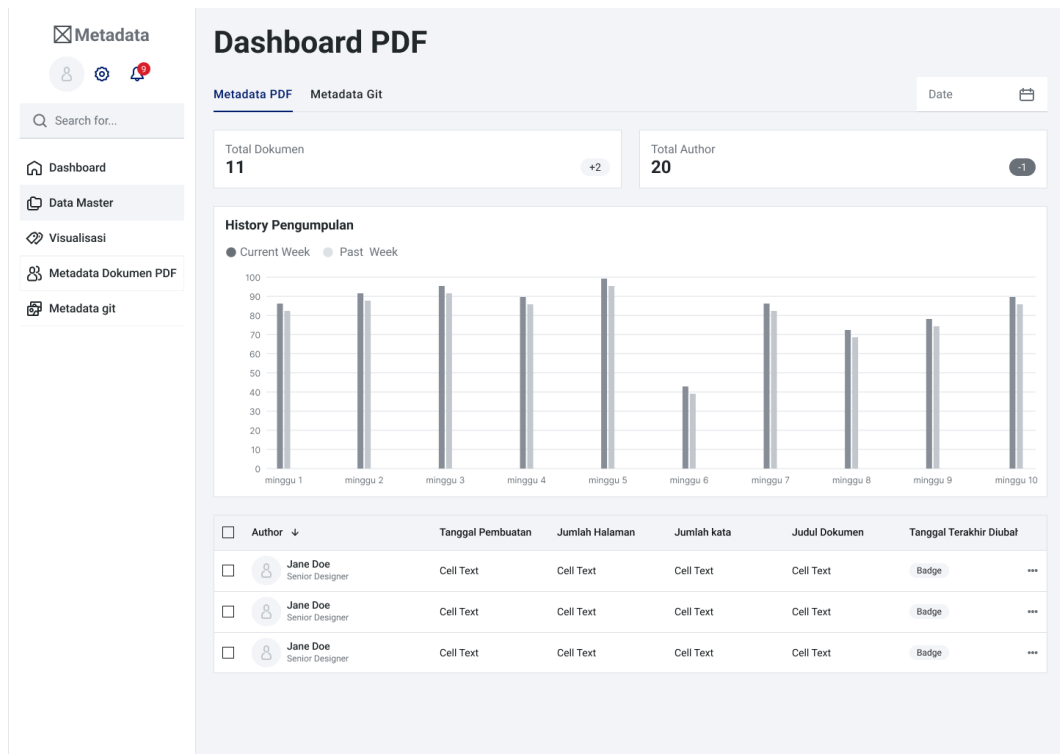 Metadata
9
Search for...
Dashboard
Data Master
Visualisasi
Metadata Dokumen PDF
Metadata git
Dashboard PDF
Metadata PDF Metadata Git
Date
Total Dokumen
11
+2
Total Author
20
-1
History Pengumpulan
Current Week Past Week
100
90
80
70
60
50
40
30
20
10
0
minggu 1 minggu 2 minggu 3 minggu 4 minggu 5 minggu 6 minggu 7 minggu 8 minggu 9 minggu 10
Author Tanggal Pembuatan Jumlah Halaman Jumlah kata Judul Dokumen Tanggal Terakhir Diubah
Jane Doe
Senior Designer
Cell Text Cell Text Cell Text Cell Text Badge
Jane Doe
Senior Designer
Cell Text Cell Text Cell Text Cell Text Badge
Jane Doe
Senior Designer
Cell Text Cell Text Cell Text Cell Text Badge